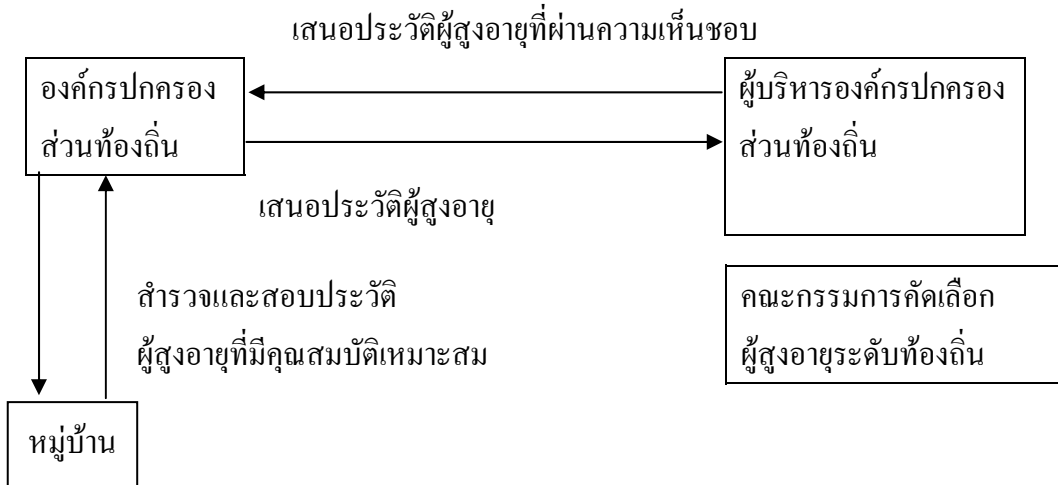 เสนอประวัติผู้สูงอายุที่ผ่านความเห็นชอบ
องค์กรปกครอง
ส่วนท้องถิ่น
ผู้บริหารองค์กรปกครอง
ส่วนท้องถิ่น
เสนอประวัติผู้สูงอายุ
สำรวจและสอบประวัติ
ผู้สูงอายุที่มีคุณสมบัติเหมาะสม
คณะกรรมการคัดเลือก
ผู้สูงอายุระดับท้องถิ่น
หมู่บ้าน